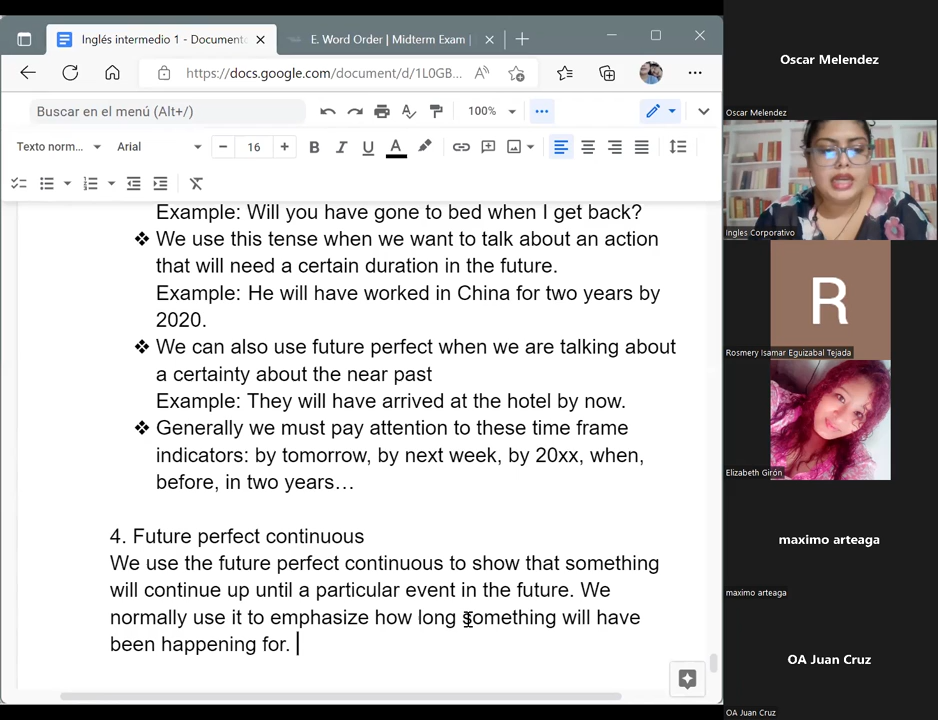 Inglés intermedio 1 - Documento
E. Word Order | Midterm Exam |
https://docs.google.com/document/d/1L0GB...
Buscar en el menú (Alt+/)
100%
Texto norm...
Arial
16
Example: Will you have gone to bed when I get back?
❖ We use this tense when we want to talk about an action
that will need a certain duration in the future.
Example: He will have worked in China for two years by
2020.
❖ We can also use future perfect when we are talking about
a certainty about the near past
Example: They will have arrived at the hotel by now.
❖ Generally we must pay attention to these time frame
indicators: by tomorrow, by next week, by 20xx, when,
before, in two years…
4. Future perfect continuous
We use the future perfect continuous to show that something
will continue up until a particular event in the future. We
normally use it to emphasize how long something will have
been happening for.
Oscar Melendez
Oscar Melendez
Ingles Corporativo
R
Rosmery Isamar Eguizabal Tejada
Elizabeth Girón
maximo arteaga
maximo arteaga
OA Juan Cruz
OA Juan Cruz